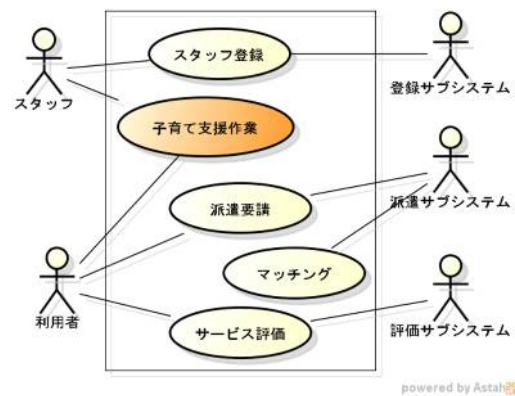 スタッフ登録
スタッフ
登録サブシステム
子育て支援作業
派遣要請
派遣サブシステム
マッチング
利用者
サービス評価
評価サブシステム
powered by Astah